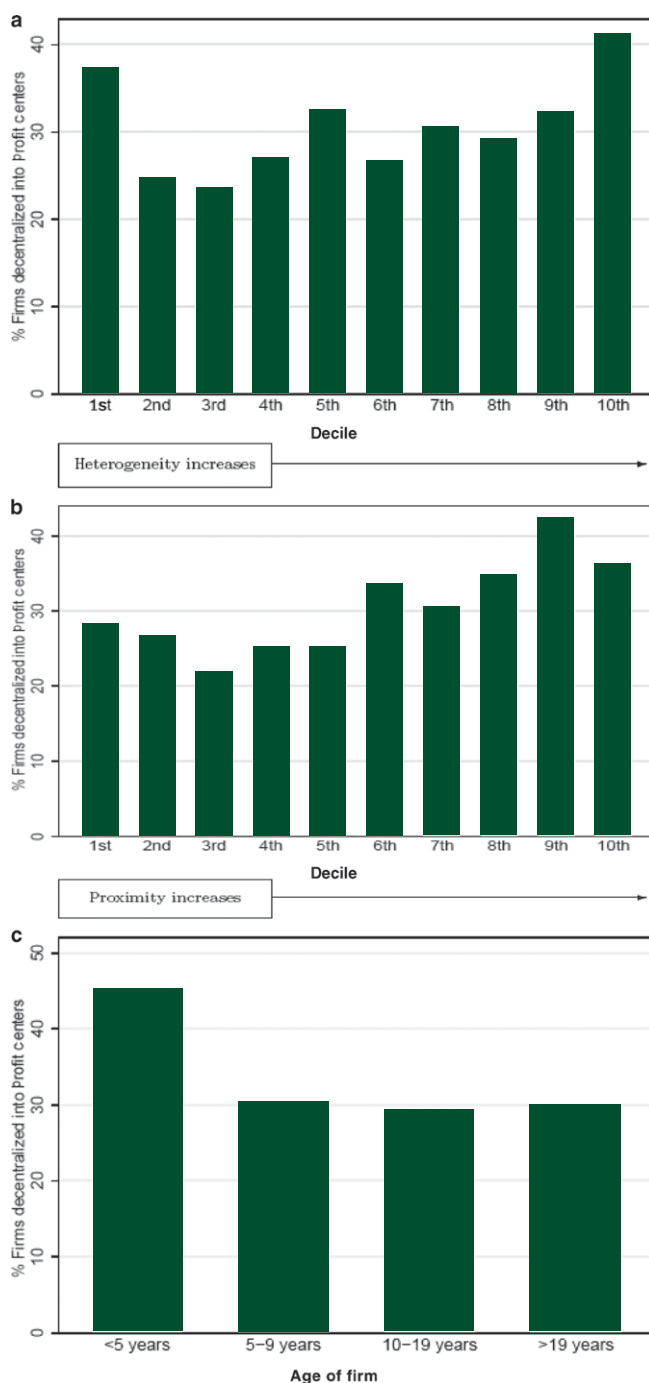 a
% Firms decentralized into Profit centers
40
30
20
10
0
1st 2nd 3rd 4th 5th 6th 7th 8th 9th 10th
Decile
Heterogeneity increases
b
% Firms decentralized into Profit centers
40
30
20
10
0
1st 2nd 3rd 4th 5th 6th 7th 8th 9th 10th
Decile
Proximity increases
c
% Firms decentralized into Profit centers
50
40
30
20
10
0
<5 years 5–9 years 10–19 years >19 years
Age of firm